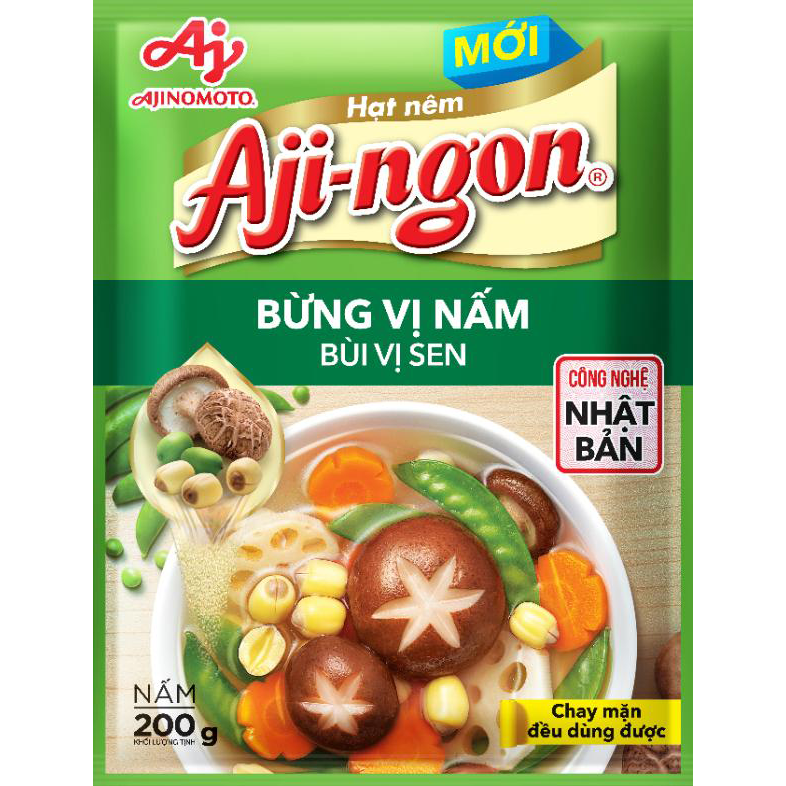 AJINOMOTO.
MỚI
Hạt nêm
Aji-ngon®
BỪNG VỊ NẤM
BÙI VỊ SEN
CÔNG NGHỆ
NHẬT
BẢN
NẤM
200g
KHỐI LƯỢNG TỊNH
Chay mặn
đều dùng được